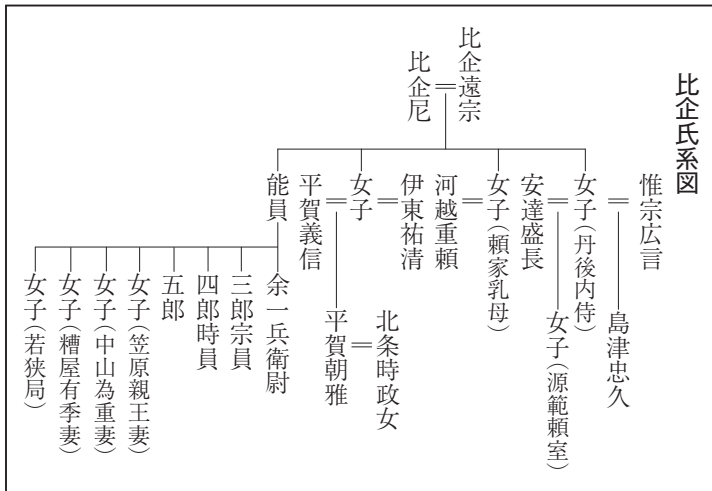 比企氏系図
比企遠宗
比企尼
惟宗広言
女子(丹後内侍)
安達盛長
女子(頼家乳母)
河越重頼
伊東祐清
女子
平賀義信
能員
島津忠久
女子(源範頼室)
北条時政女
平賀朝雅
余一兵衛尉
三郎宗員
四郎時員
五郎
女子(笠原親王妻)
女子(中山為重妻)
女子(糟屋有季妻)
女子(若狭局)